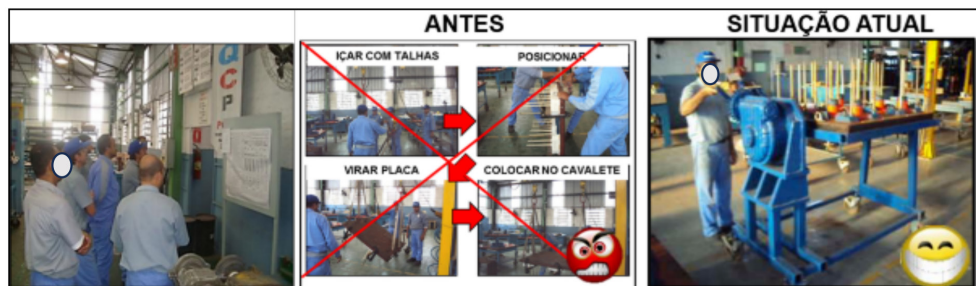 Q
C
P
ANTES
IÇAR COM TALHAS
POSICIONAR
VIRAR PLACA
COLOCAR NO CAVALETE
SITUAÇÃO ATUAL